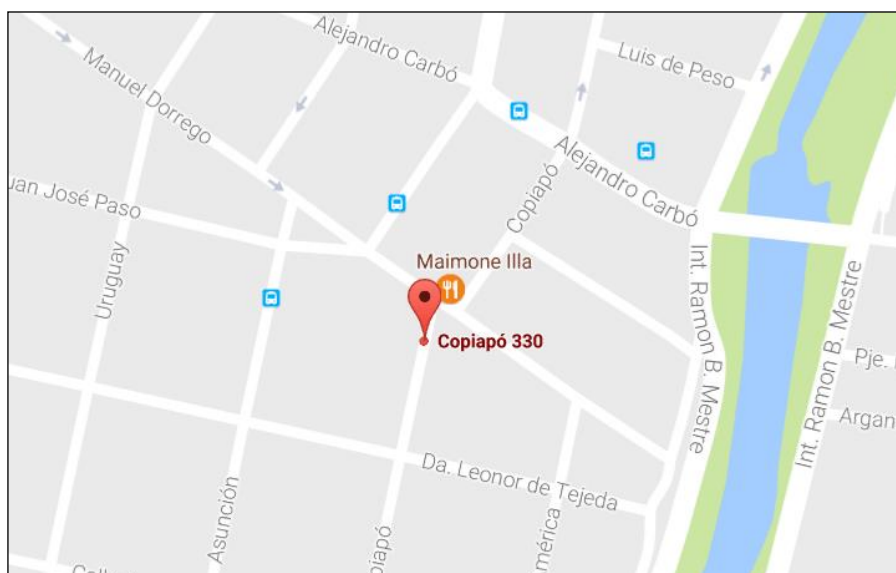 Alejandro Carbó
Luis de Peso
Manuel Dorrego
Alejandro Carbó
uan José Paso
Copiapó
Uruguay
Maimone Illa
Int. Ramon B. Mestre
Int. Ramon B. Mestre
Copiapó 330
Pje.
Argan
Da. Leonor de Tejeda
Asunción
piapó
mérica